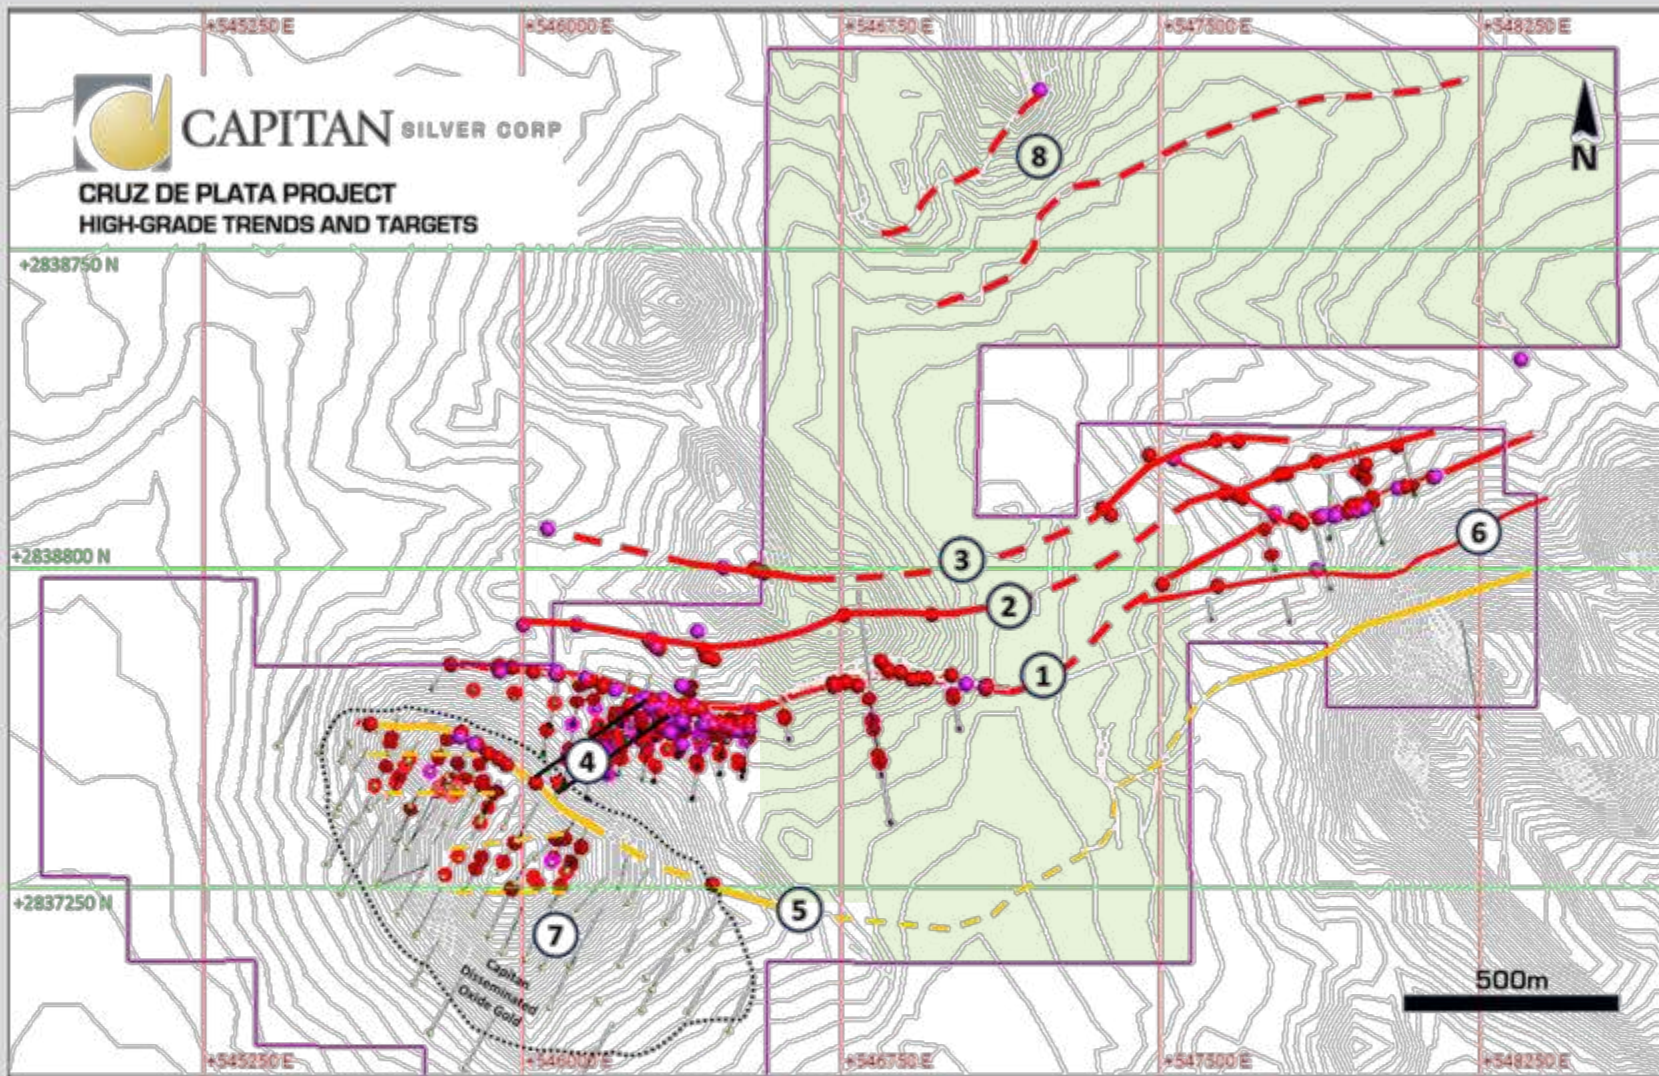 +545250 E
+546000 E
+546750 E
+547500 E
+548250 E
CAPITAN SILVER CORP
CRUZ DE PLATA PROJECT
HIGH-GRADE TRENDS AND TARGETS
N
8
+2838750 N
+2838800 N
3
6
2
1
4
+2837250 N
5
7
Capitan
Disseminated
Oxide Gold
500m
+545250 E
+546000 E
+546750 E
+547500 E
+548250 E